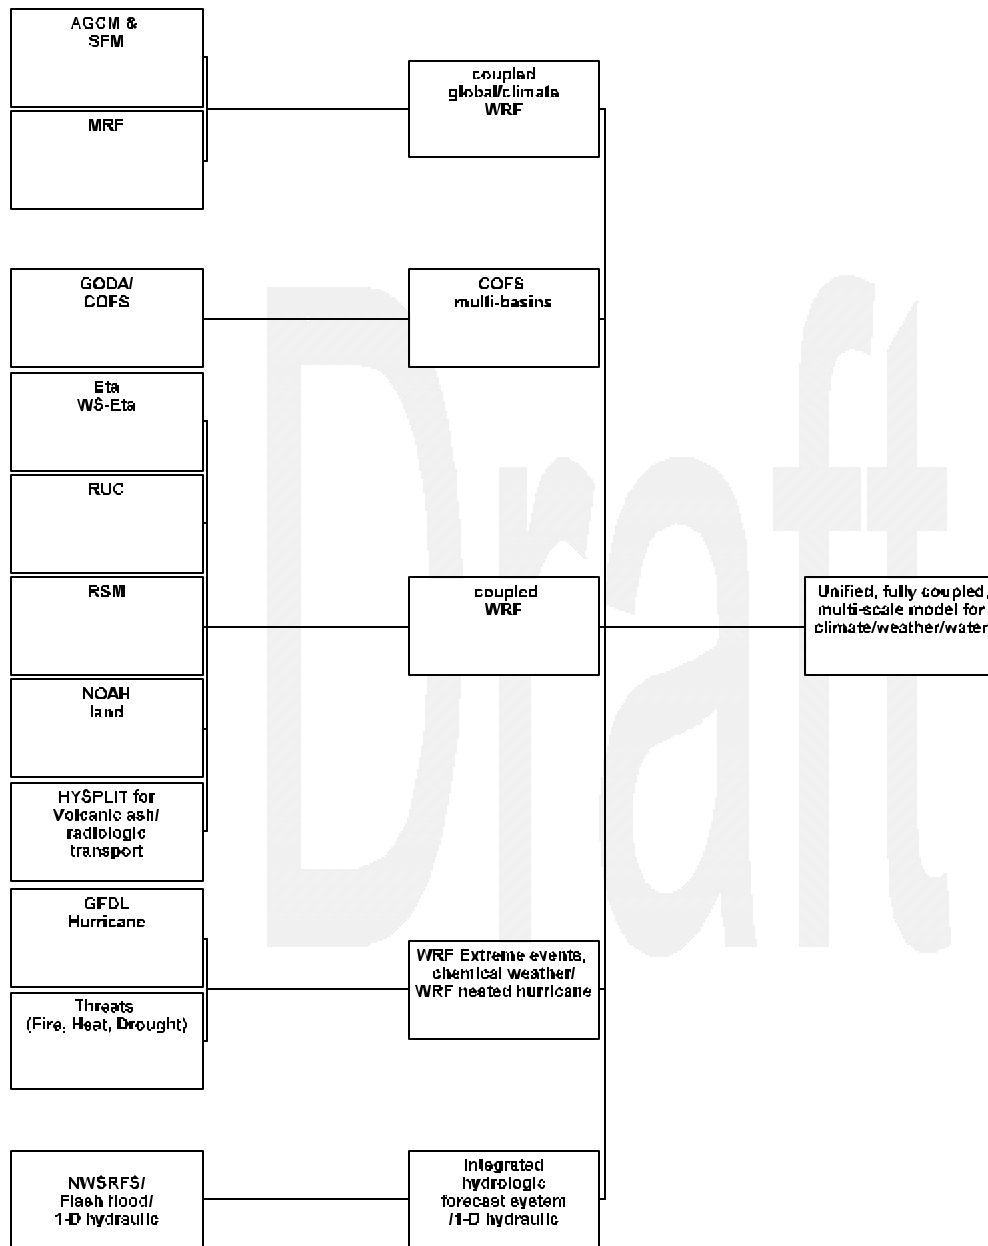 AGCM &
SFM
MRF
coupled
global/climate
WRF
GODA/
COFS
COFS
multi-basins
Eta
WS-Eta
RUC
RSM
coupled
WRF
Unified, fully coupled,
multi-scale model for
climate/weather/water
NOAH
land
HYSPLIT for
Volcanic ash/
radiologic
transport
GFDL
Hurricane
Threats
(Fire, Heat, Drought)
WRF Extreme events,
chemical weather/
WRF nested hurricane
NWSRFS/
Flash flood/
1-D hydraulic
Integrated
hydrologic
forecast system
/1-D hydraulic
Draft